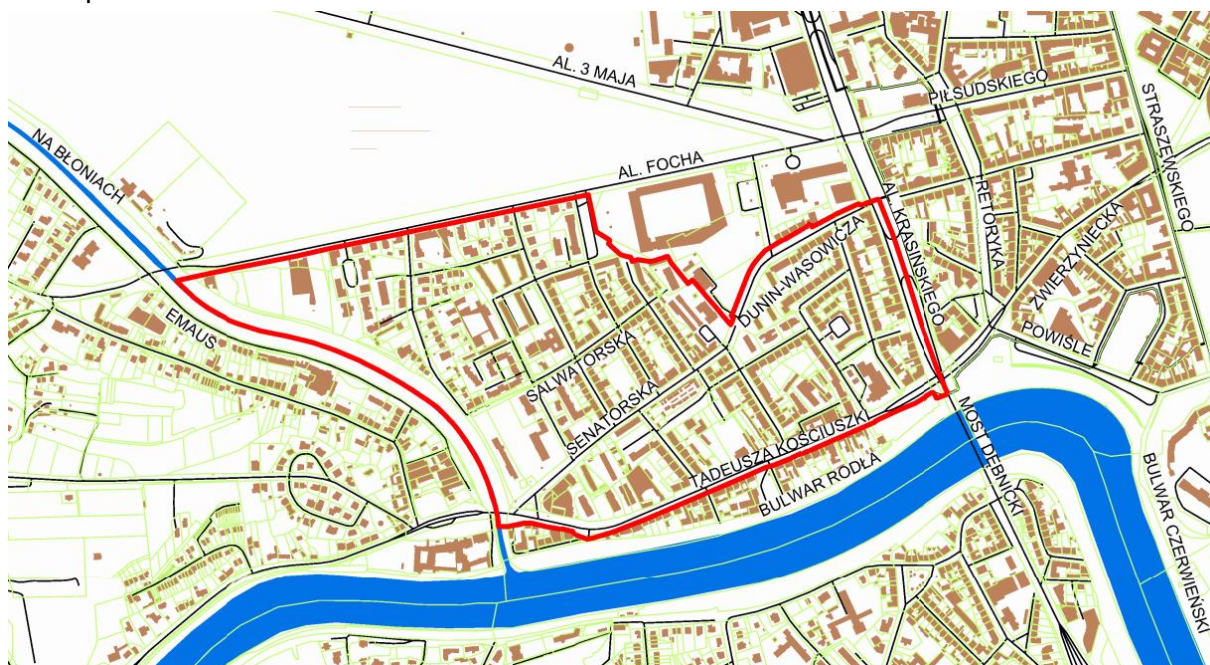 AL. 3 MAJA
PIŁSUDSKIEGO
STRASZEWSKIEGO
NA BŁONIACH
AL. FOCHA
AL. KRASIŃSKIEGO
RETORYKA
ZWIERZYNIECKA
DUNIN-WĄSOWICZA
EMAUS
SALWATORSKA
POWIŚLE
SENATORSKA
TADEUSZA KOŚCIUSZKI
MOST DĘBNICKI
BULWAR RODŁA
BULWAR CZERWIEŃSKI